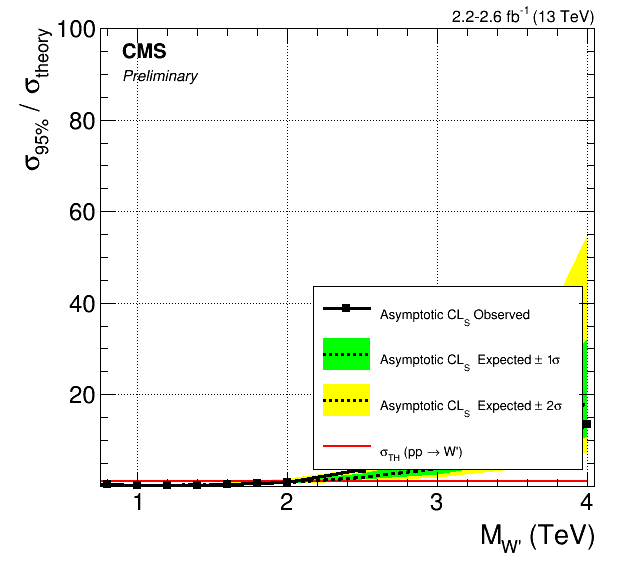 2.2-2.6 fb⁻¹ (13 TeV)
CMS
Preliminary
σ95% / σtheory
100
80
60
40
20
Asymptotic CLS Observed
Asymptotic CLS Expected ± 1σ
Asymptotic CLS Expected ± 2σ
σTH (pp → W')
1
2
3
4
MW' (TeV)